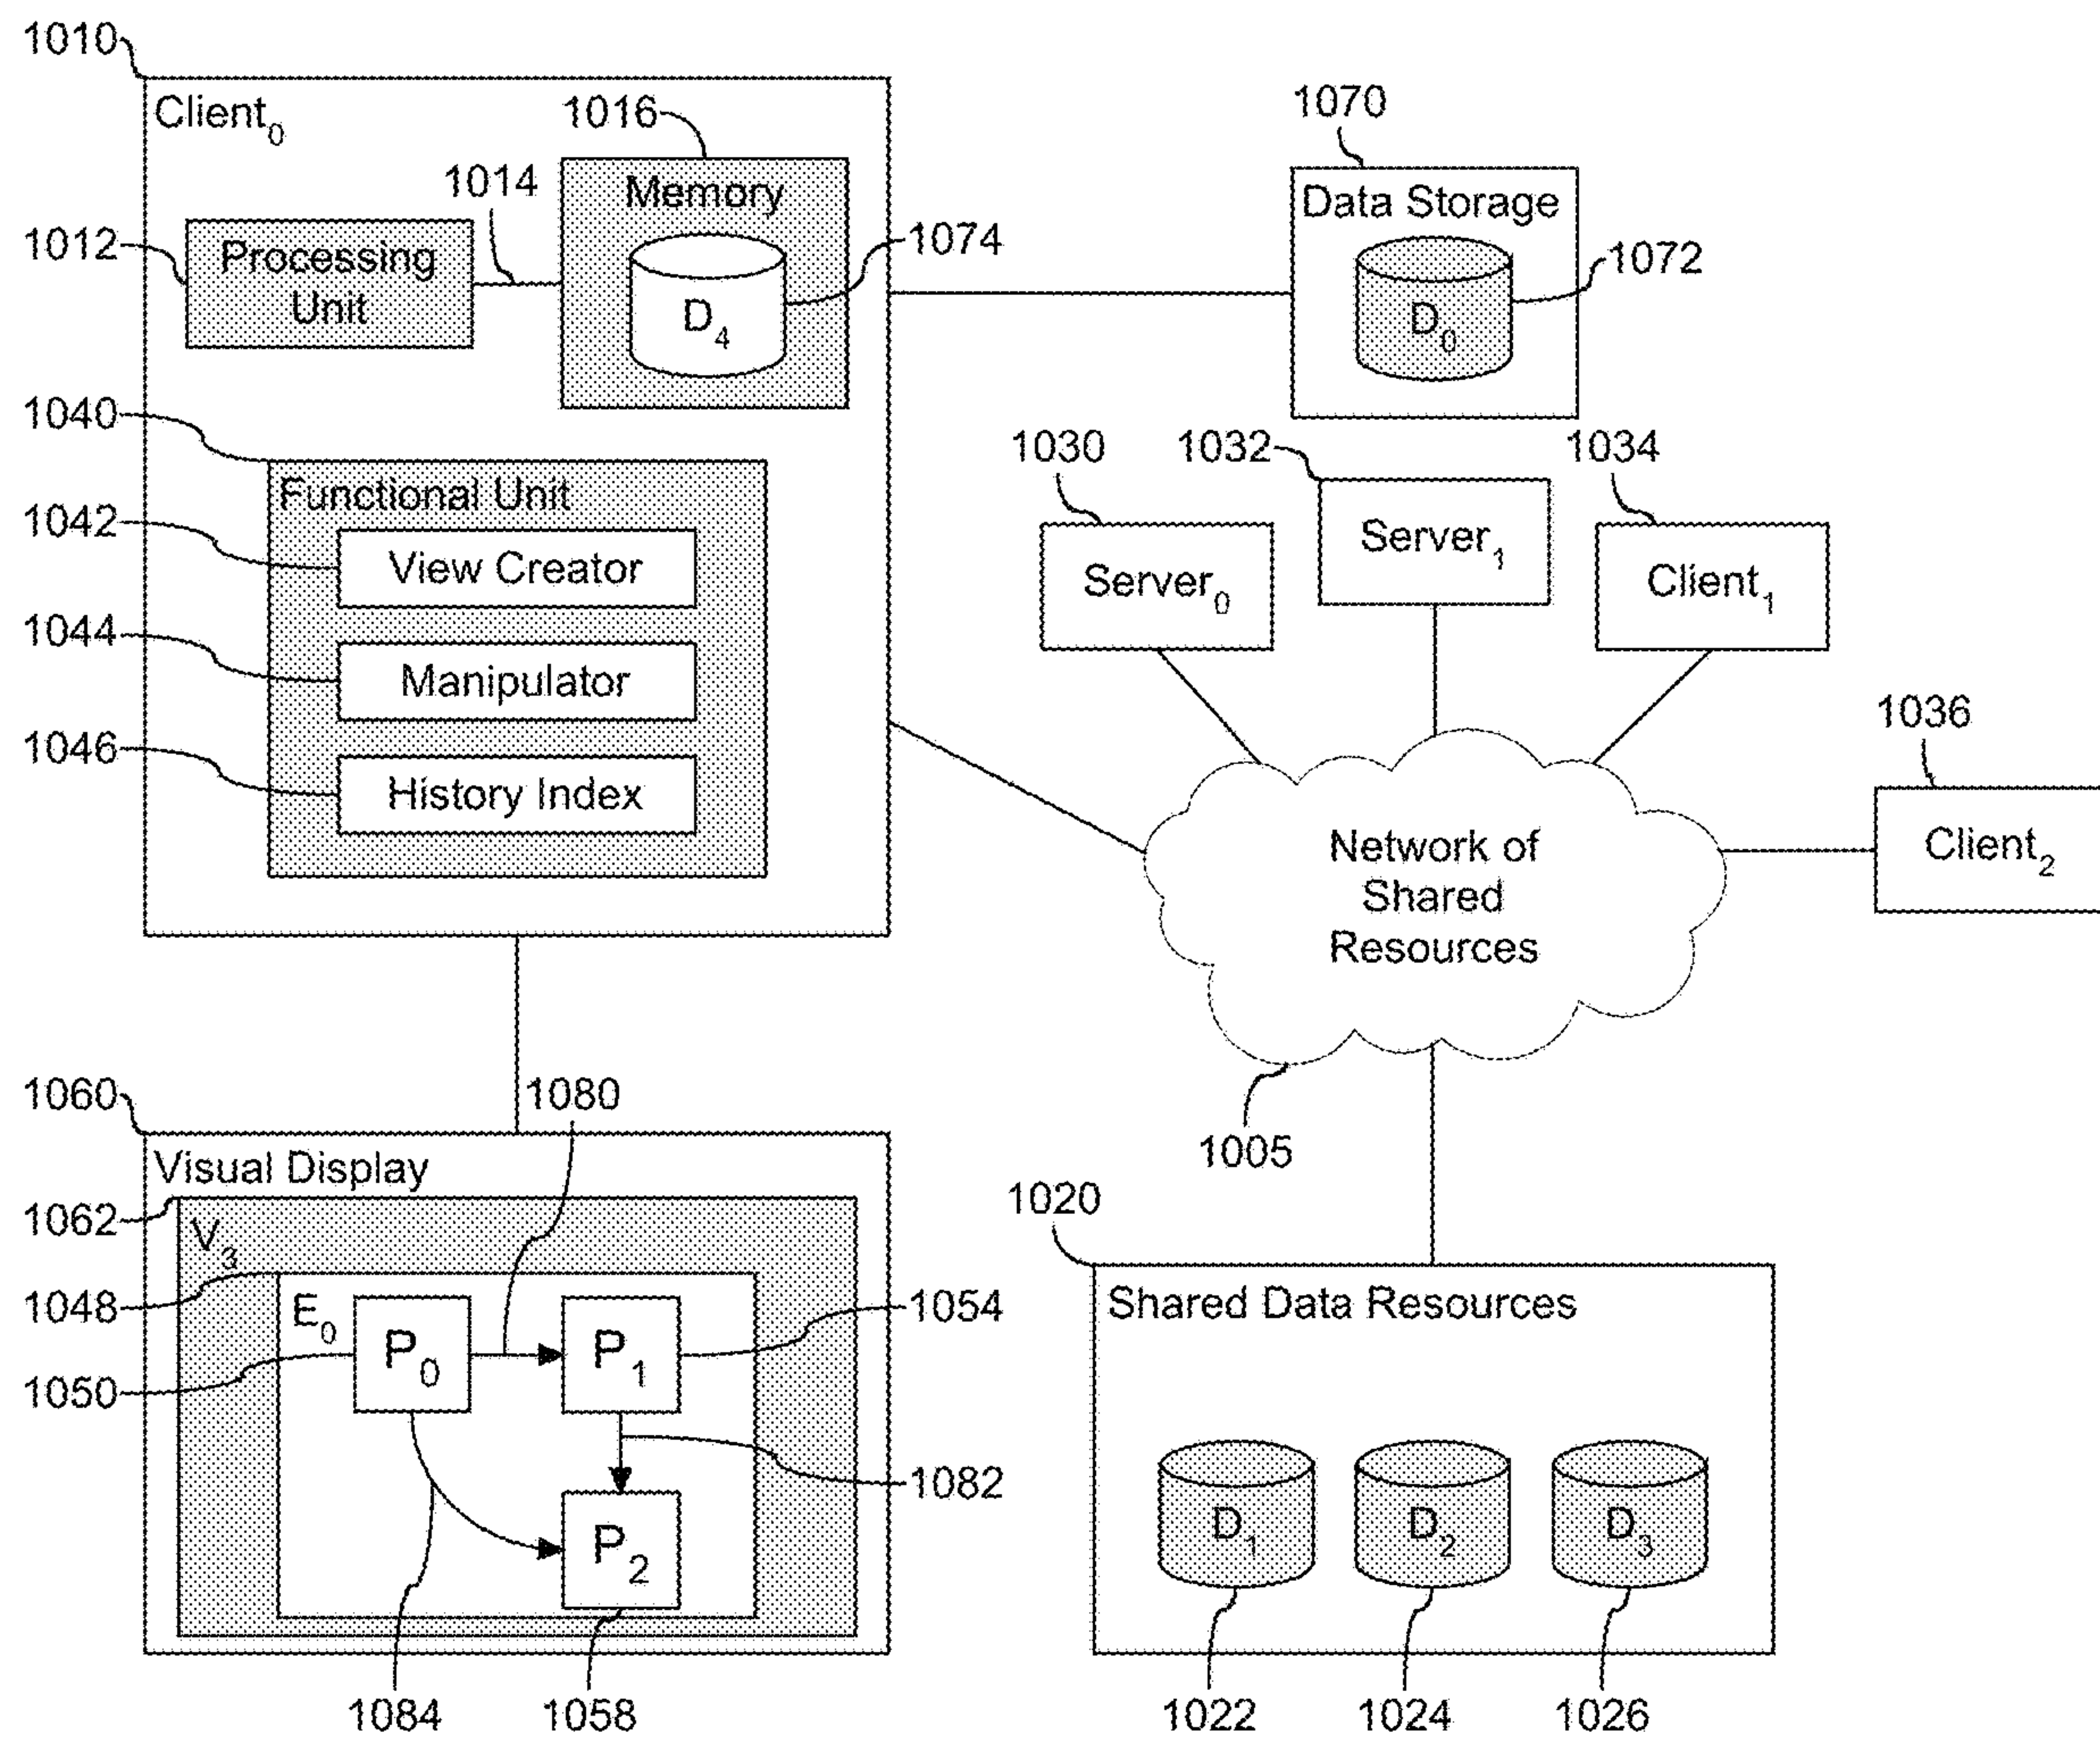 1010
Client₀
1016
1070
Memory
1014
Data Storage
1012
Processing
Unit
1074
1072
D₄
D₀
1040
1030
1032
1034
Functional Unit
1042
View Creator
Server₀
Server₁
Client₁
1044
Manipulator
1036
1046
History Index
Network of
Shared
Resources
Client₂
1060
1080
1005
Visual Display
1062
V₃
1020
1048
E₀
P₀
P₁
1054
Shared Data Resources
1050
1082
P₂
D₁
D₂
D₃
1084
1058
1022
1024
1026